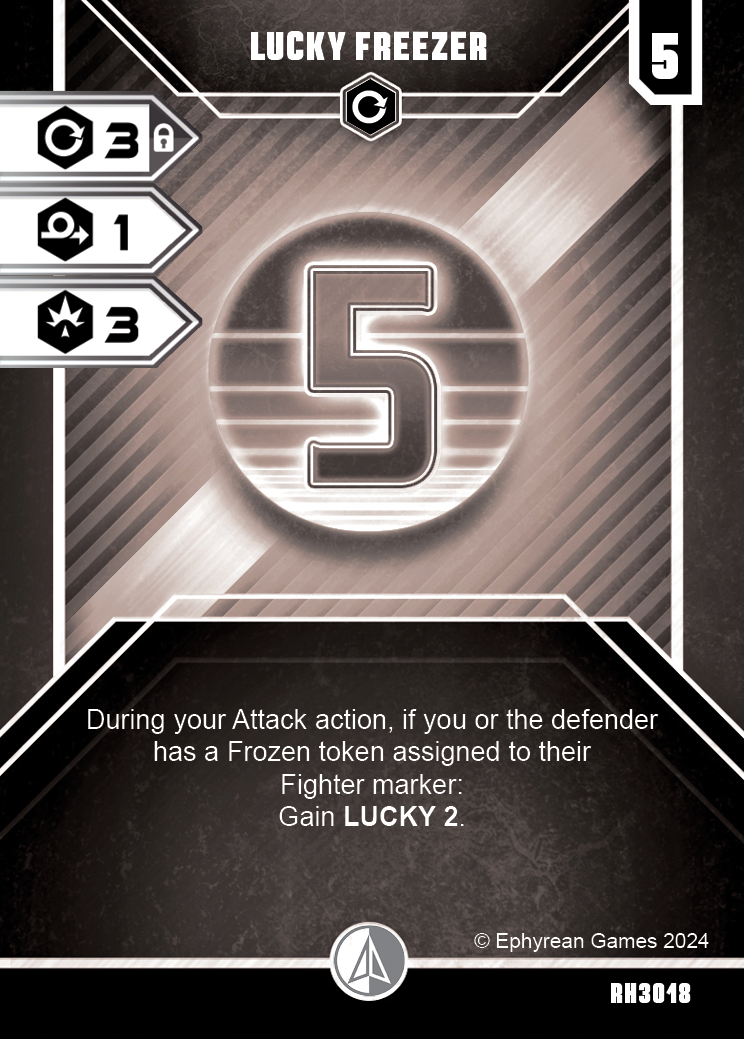 LUCKY FREEZER
5
3
1
3
5
During your Attack action, if you or the defender
has a Frozen token assigned to their
Fighter marker:
Gain LUCKY 2.
© Ephyrean Games 2024
RH3018